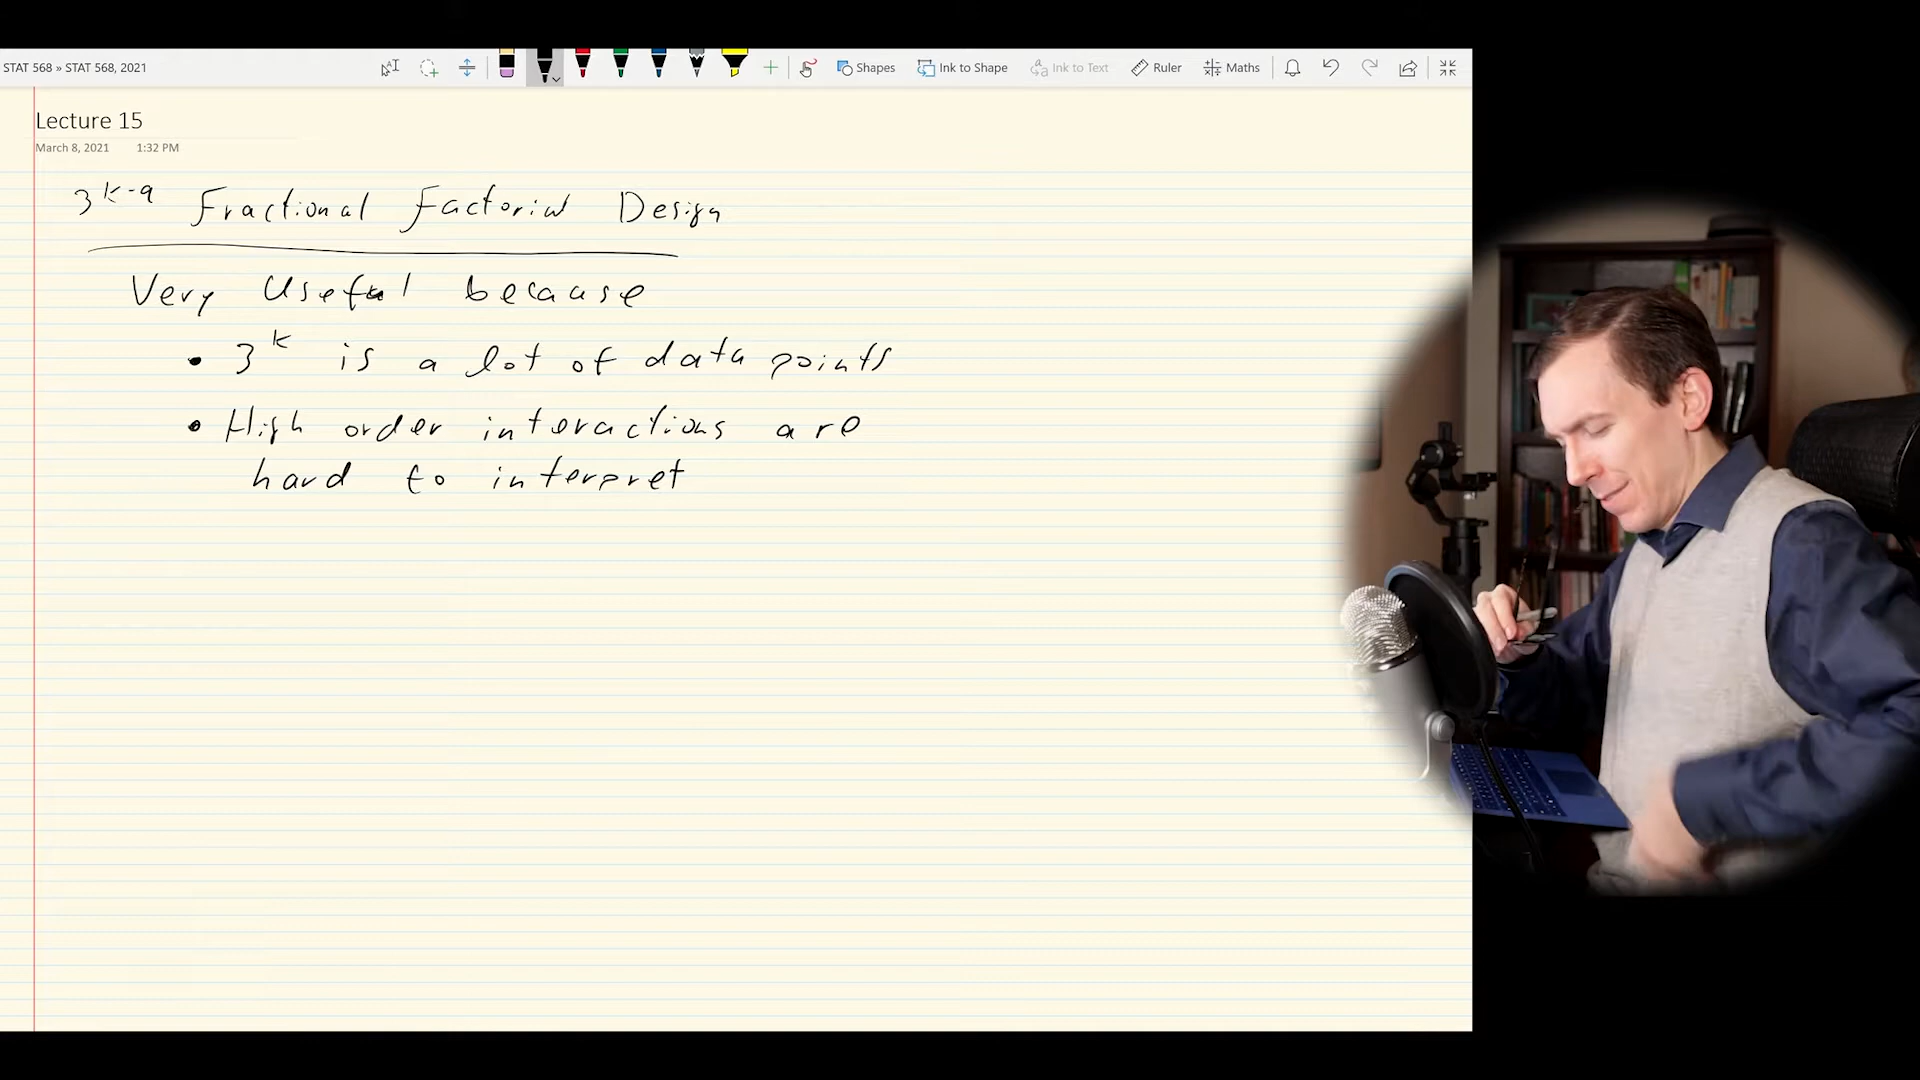 STAT 568 » STAT 568, 2021
Shapes Ink to Shape Ink to Text Ruler Maths
Lecture 15
March 8, 2021 1:32 PM
3^k-q Fractional Factorial Design
Very Useful because
• 3^k is a lot of data points
• High order interactions are
hard to interpret